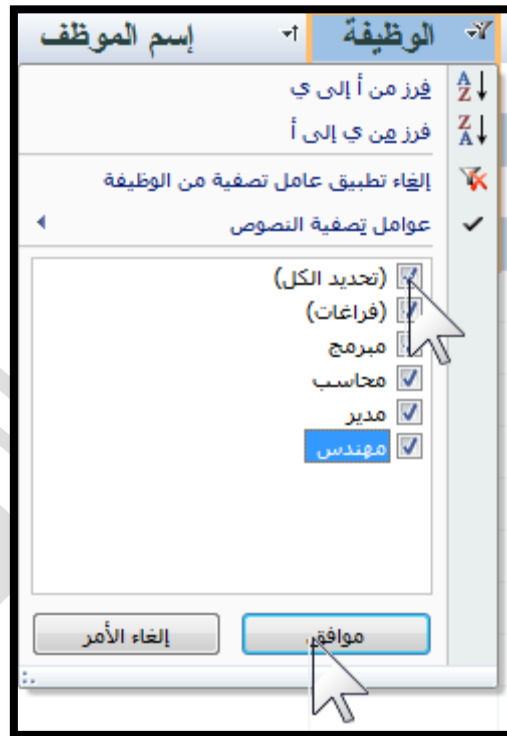 الوظيفة إسم الموظف
فرز من أ إلى ي
فرز من ي إلى أ
إلغاء تطبيق عامل تصفية من الوظيفة
عوامل تصفية النصوص
(تحديد الكل)
(فراغات)
مبرمج
محاسب
مدير
مهندس
موافق إلغاء الأمر